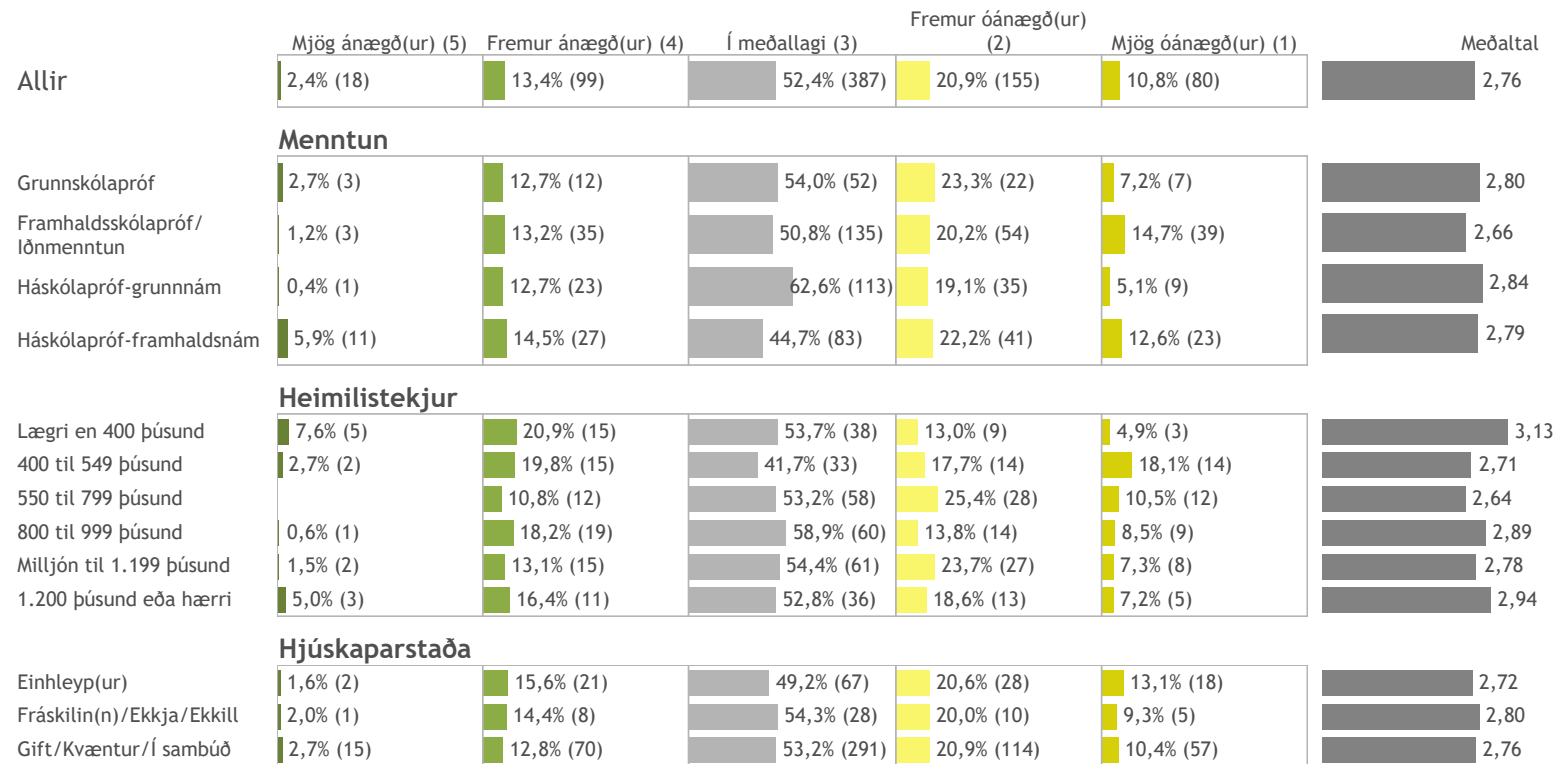 Mjög ánægð(ur) (5) Fremur ánægð(ur) (4) Í meðallagi (3) Fremur óánægð(ur) (2) Mjög óánægð(ur) (1) Meðaltal
Allir 2,4% (18) 13,4% (99) 52,4% (387) 20,9% (155) 10,8% (80) 2,76
Menntun
Grunnskólapróf 2,7% (3) 12,7% (12) 54,0% (52) 23,3% (22) 7,2% (7) 2,80
Framhaldsskólapróf/
Iðnmenntun 1,2% (3) 13,2% (35) 50,8% (135) 20,2% (54) 14,7% (39) 2,66
Háskólapróf-grunnnám 0,4% (1) 12,7% (23) 62,6% (113) 19,1% (35) 5,1% (9) 2,84
Háskólapróf-framhaldsnám 5,9% (11) 14,5% (27) 44,7% (83) 22,2% (41) 12,6% (23) 2,79
Heimilistekjur
Lægri en 400 þúsund 7,6% (5) 20,9% (15) 53,7% (38) 13,0% (9) 4,9% (3) 3,13
400 til 549 þúsund 2,7% (2) 19,8% (15) 41,7% (33) 17,7% (14) 18,1% (14) 2,71
550 til 799 þúsund 10,8% (12) 53,2% (58) 25,4% (28) 10,5% (12) 2,64
800 til 999 þúsund 0,6% (1) 18,2% (19) 58,9% (60) 13,8% (14) 8,5% (9) 2,89
Milljón til 1.199 þúsund 1,5% (2) 13,1% (15) 54,4% (61) 23,7% (27) 7,3% (8) 2,78
1.200 þúsund eða hærri 5,0% (3) 16,4% (11) 52,8% (36) 18,6% (13) 7,2% (5) 2,94
Hjúskaparstaða
Einhleyp(ur) 1,6% (2) 15,6% (21) 49,2% (67) 20,6% (28) 13,1% (18) 2,72
Fráskilin(n)/Ekkja/Ekkill 2,0% (1) 14,4% (8) 54,3% (28) 20,0% (10) 9,3% (5) 2,80
Gift/Kvæntur/Í sambúð 2,7% (15) 12,8% (70) 53,2% (291) 20,9% (114) 10,4% (57) 2,76